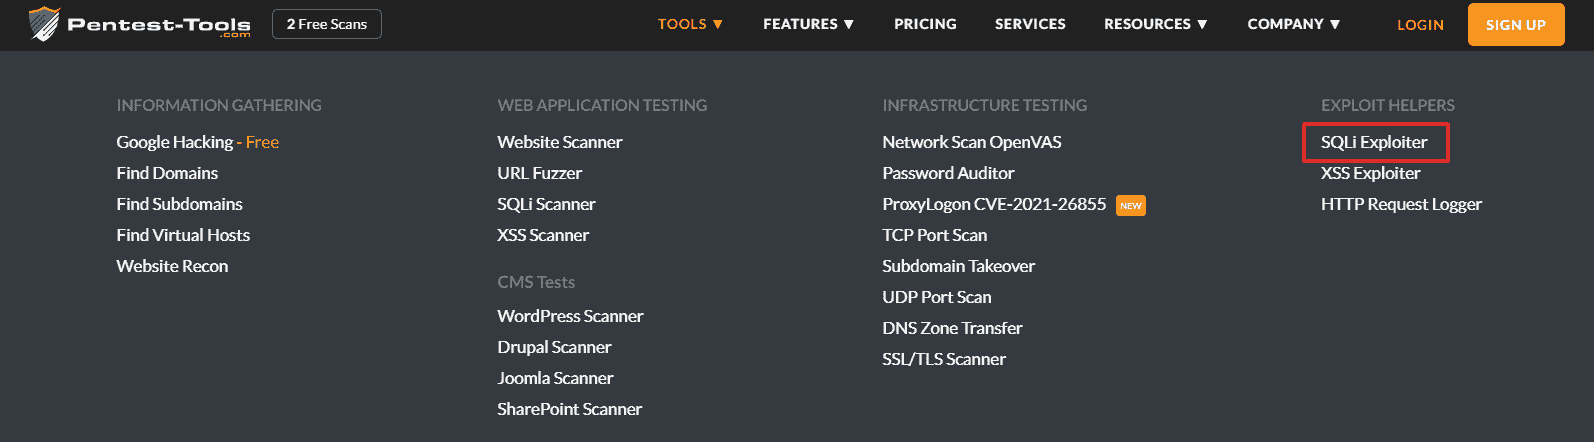 Pentest-Tools
.com
2 Free Scans
TOOLS ▼
FEATURES ▼
PRICING
SERVICES
RESOURCES ▼
COMPANY ▼
LOGIN
SIGN UP
INFORMATION GATHERING
Google Hacking - Free
Find Domains
Find Subdomains
Find Virtual Hosts
Website Recon
WEB APPLICATION TESTING
Website Scanner
URL Fuzzer
SQLi Scanner
XSS Scanner
CMS Tests
WordPress Scanner
Drupal Scanner
Joomla Scanner
SharePoint Scanner
INFRASTRUCTURE TESTING
Network Scan OpenVAS
Password Auditor
ProxyLogon CVE-2021-26855 NEW
TCP Port Scan
Subdomain Takeover
UDP Port Scan
DNS Zone Transfer
SSL/TLS Scanner
EXPLOIT HELPERS
SQLi Exploiter
XSS Exploiter
HTTP Request Logger